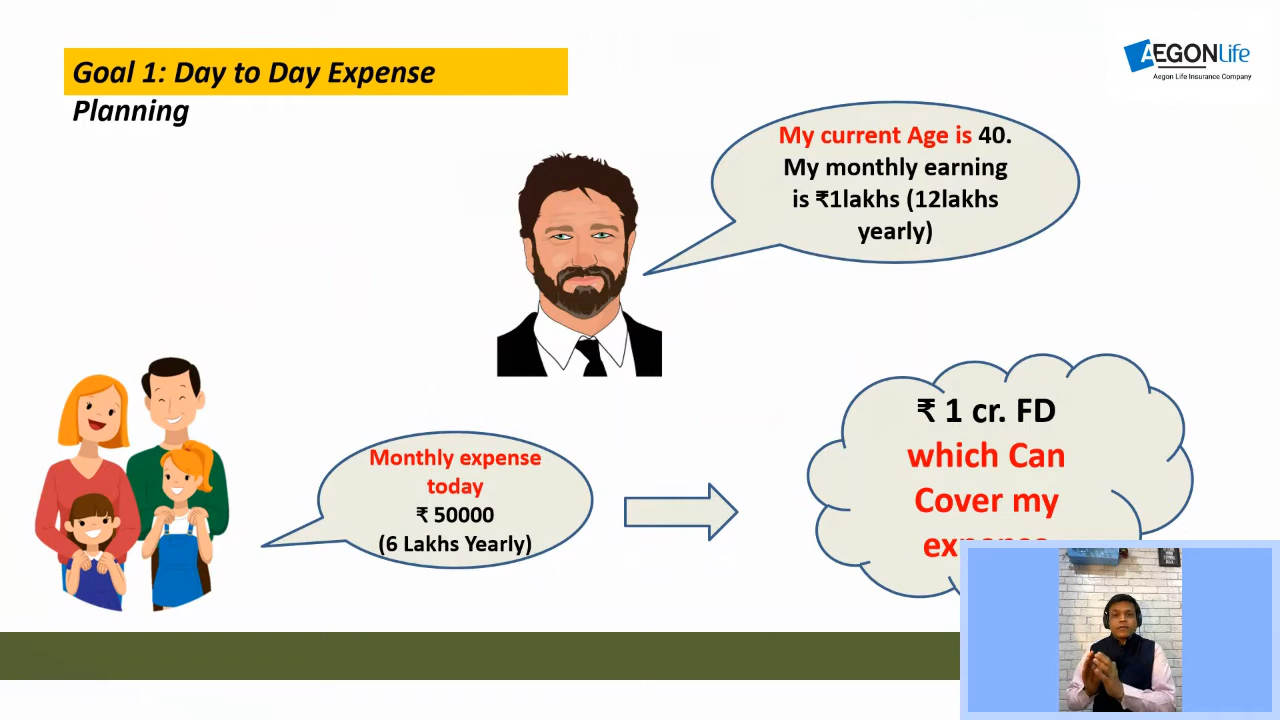 Goal 1: Day to Day Expense
Planning
AEGONLife
Aegon Life Insurance Company
My current Age is 40.
My monthly earning
is ₹1lakhs (12lakhs
yearly)
Monthly expense
today
₹ 50000
(6 Lakhs Yearly)
₹ 1 cr. FD
which Can
Cover my